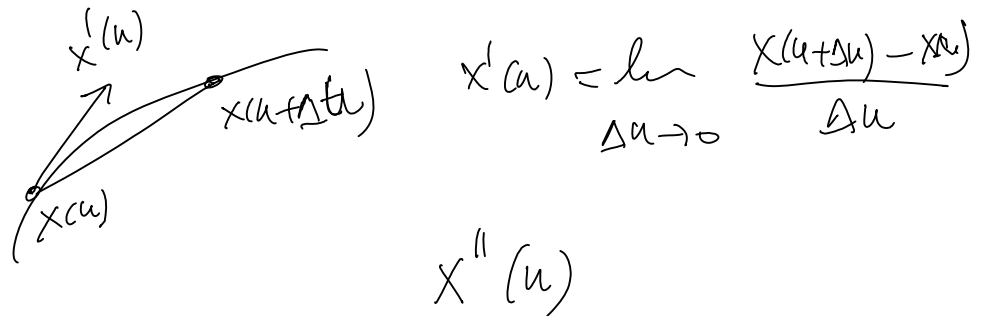 x'(u)
x(u+Δu)
x(u)
x'(u) = lim Δu→0 x(u+Δu) - x(u) / Δu
x''(u)